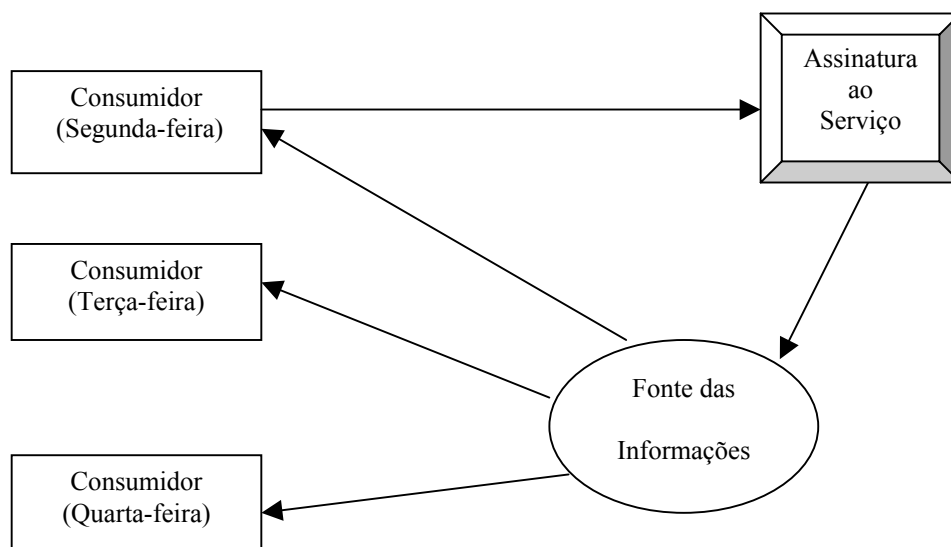 Consumidor
(Segunda-feira)
Assinatura
ao
Serviço
Consumidor
(Terça-feira)
Fonte das
Informações
Consumidor
(Quarta-feira)